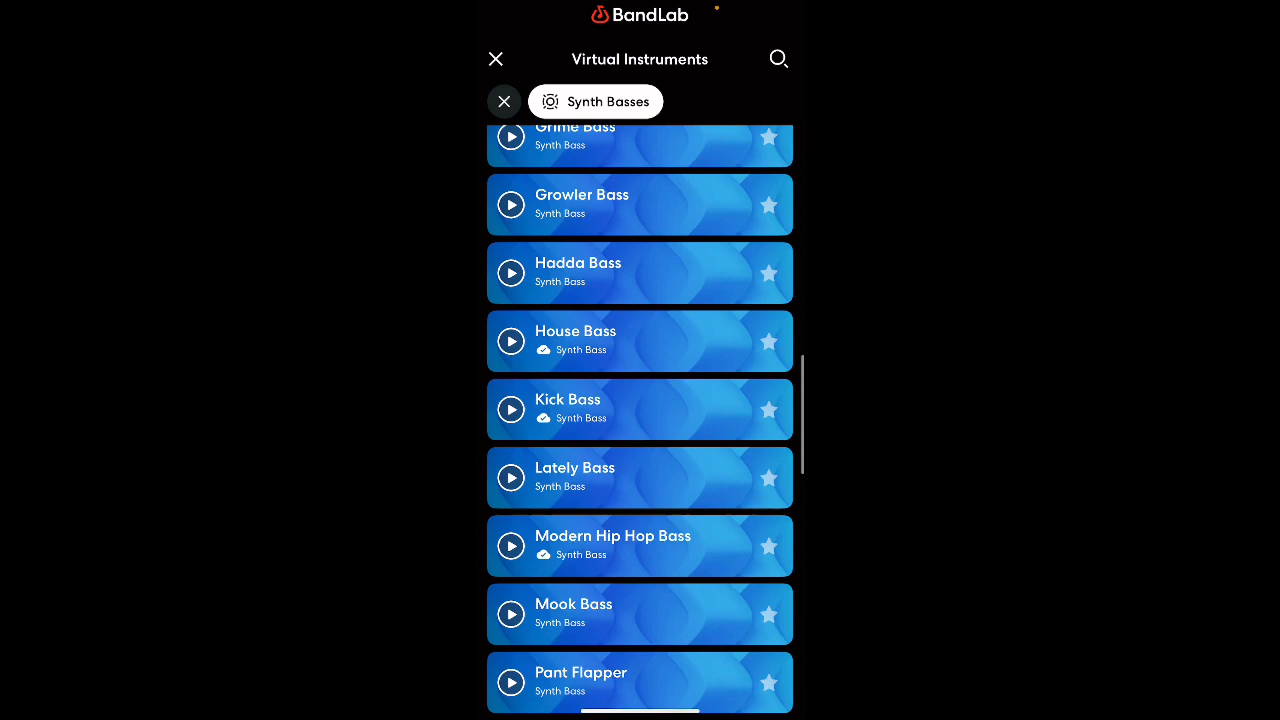 BandLab
Virtual Instruments
Synth Basses
Grime Bass
Synth Bass
Growler Bass
Synth Bass
Hadda Bass
Synth Bass
House Bass
Synth Bass
Kick Bass
Synth Bass
Lately Bass
Synth Bass
Modern Hip Hop Bass
Synth Bass
Mook Bass
Synth Bass
Pant Flapper
Synth Bass